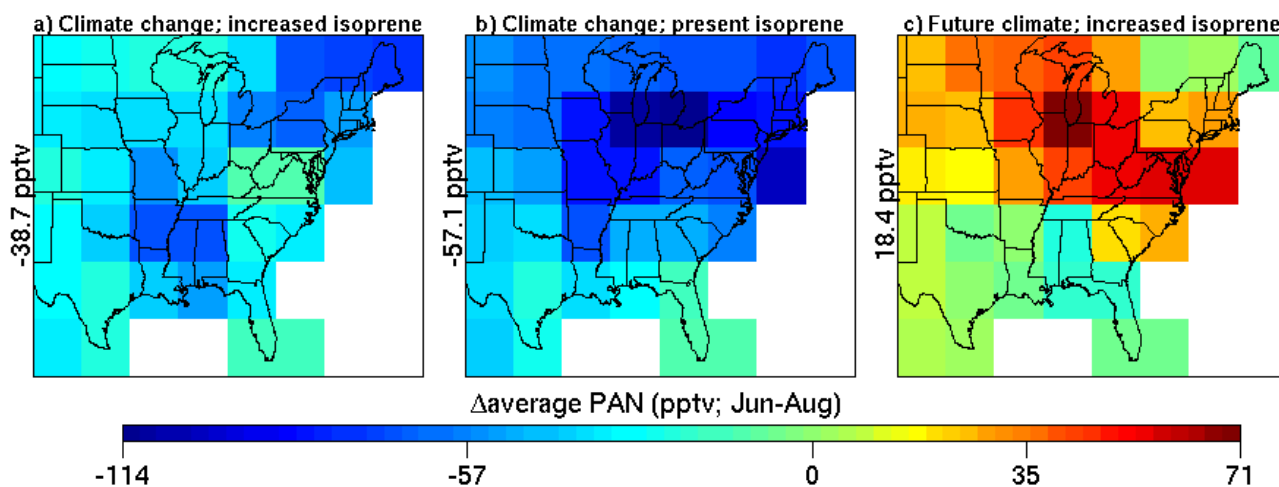 a) Climate change; increased isoprene
b) Climate change; present isoprene
c) Future climate; increased isoprene
-38.7 pptv
-57.1 pptv
18.4 pptv
Δaverage PAN (pptv; Jun-Aug)
-114 -57 0 35 71